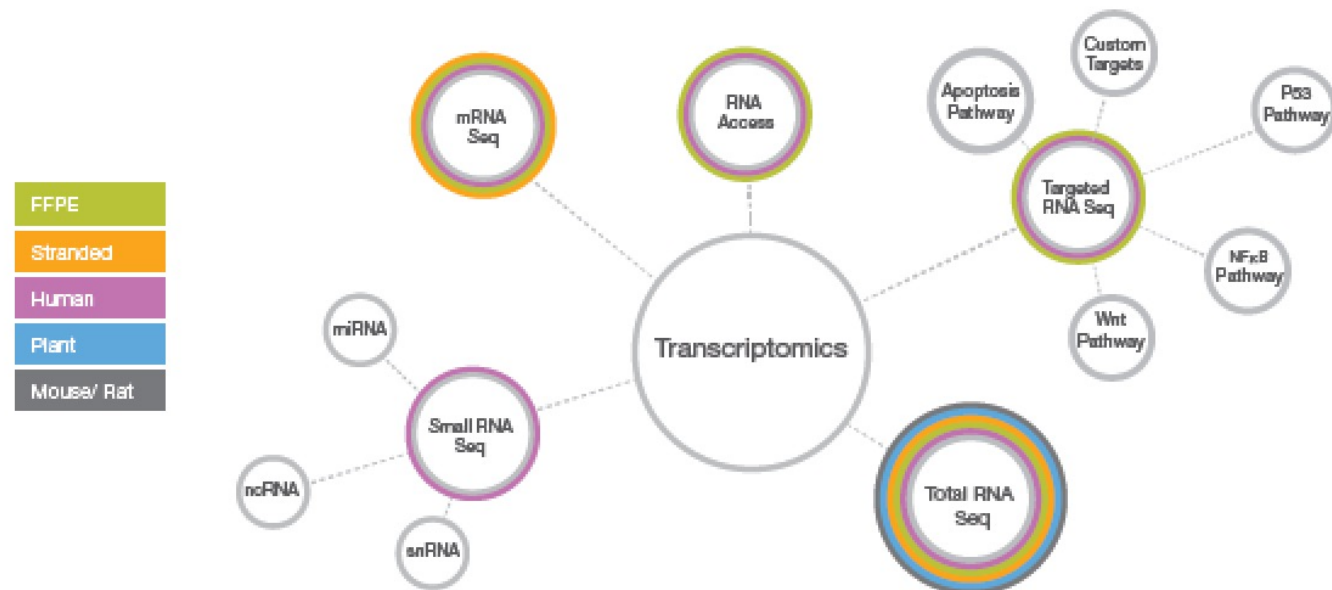 FFPE
Stranded
Human
Plant
Mouse/ Rat
mRNA
Seq
RNA
Access
Custom
Targets
Apoptosis
Pathway
P53
Pathway
Targeted
RNA Seq
NFκB
Pathway
Wnt
Pathway
Transcriptomics
miRNA
Small RNA
Seq
ncRNA
snRNA
Total RNA
Seq